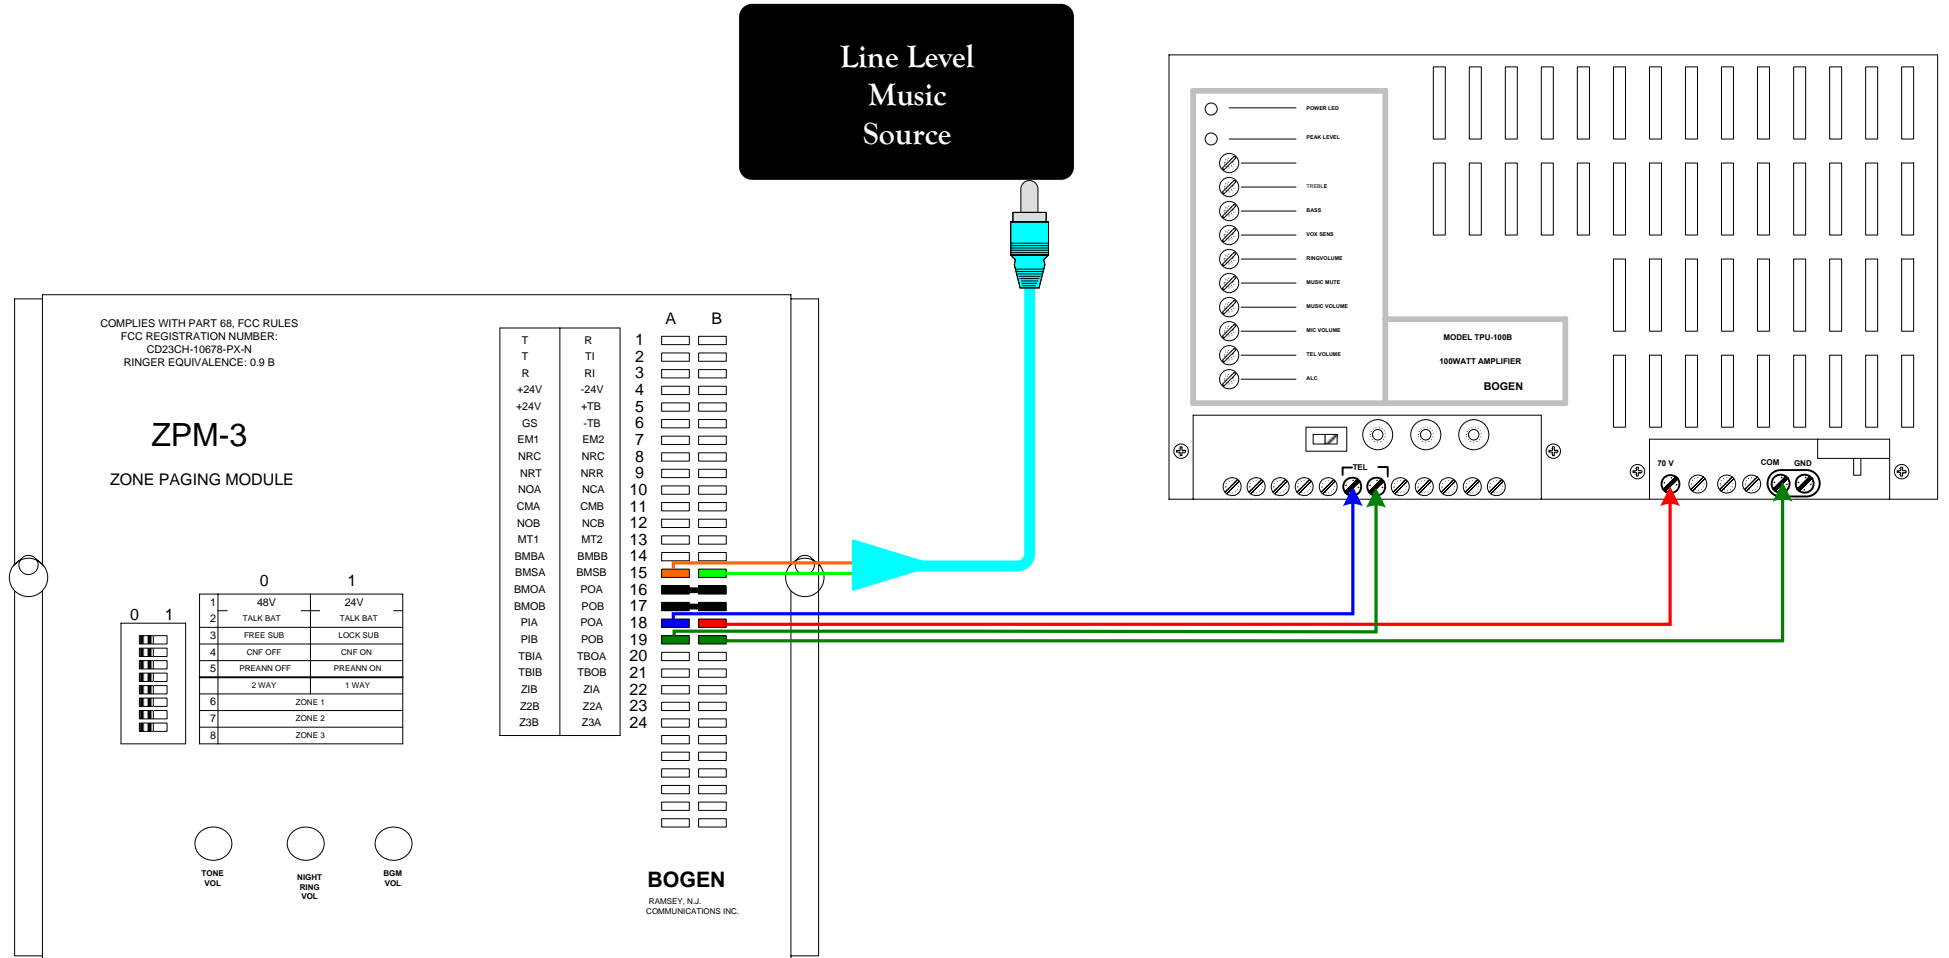 Line Level
Music
Source
POWER LED
PEAK LEVEL
TREBLE
BASS
VOX SENS
RINGVOLUME
MUSIC MUTE
MUSIC VOLUME
MIC VOLUME
TEL VOLUME
ALC
MODEL TPU-100B
100WATT AMPLIFIER
BOGEN
TEL
70 V
COM GND
COMPLIES WITH PART 68, FCC RULES
FCC REGISTRATION NUMBER:
CD23CH-10678-PX-N
RINGER EQUIVALENCE: 0.9 B
ZPM-3
ZONE PAGING MODULE
A B
T R 1
T TI 2
R RI 3
+24V -24V 4
+24V +TB 5
GS -TB 6
EM1 EM2 7
NRC NRC 8
NRT NRR 9
NOA NCA 10
CMA CMB 11
NOB NCB 12
MT1 MT2 13
BMBA BMBB 14
BMSA BMSB 15
BMOA POA 16
BMOB POB 17
PIA POA 18
PIB POB 19
TBIA TBOA 20
TBIB TBOB 21
ZIB ZIA 22
Z2B Z2A 23
Z3B Z3A 24
0 1
0 1
1 48V 24V
2 TALK BAT TALK BAT
3 FREE SUB LOCK SUB
4 CNF OFF CNF ON
5 PREANN OFF PREANN ON
2 WAY 1 WAY
6 ZONE 1
7 ZONE 2
8 ZONE 3
TONE
VOL
NIGHT
RING
VOL
BGM
VOL
BOGEN
RAMSEY, N.J.
COMMUNICATIONS INC.